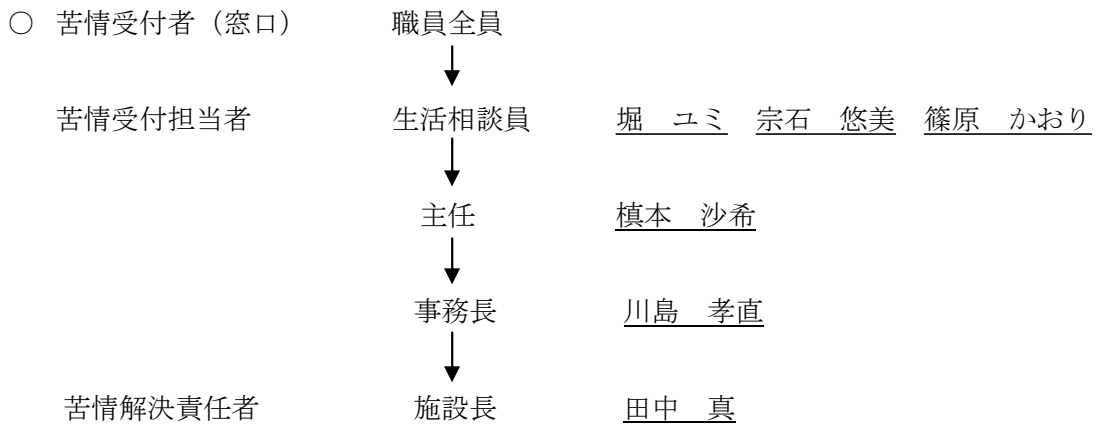 ○ 苦情受付者（窓口） 職員全員
苦情受付担当者 生活相談員 堀 ユミ 宗石 悠美 篠原 かおり
主任 槙本 沙希
事務長 川島 孝直
苦情解決責任者 施設長 田中 真